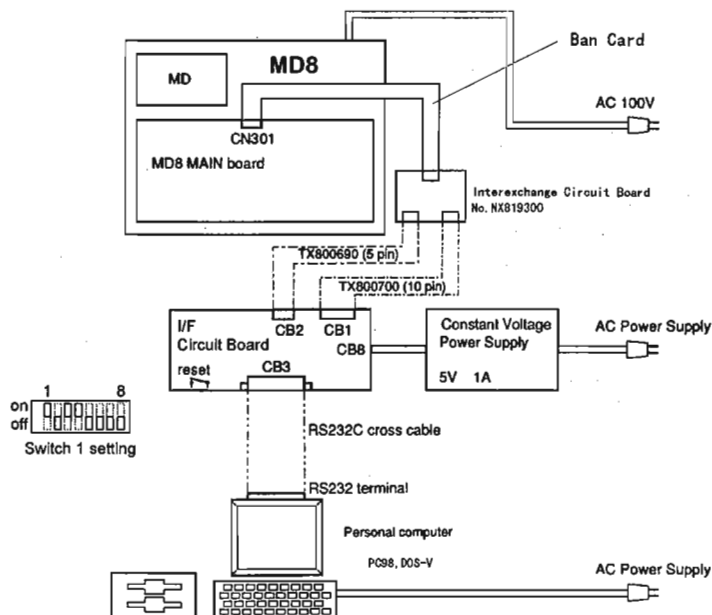 Ban Card
MD8
MD
AC 100V
CN301
MD8 MAIN board
Interexchange Circuit Board
No. NX819300
TX800690 (5 pin)
TX800700 (10 pin)
I/F
Circuit Board
CB2
CB1
CB8
Constant Voltage
Power Supply
5V 1A
AC Power Supply
reset
CB3
1 8
on
off
Switch 1 setting
RS232C cross cable
RS232 terminal
Personal computer
PC98, DOS-V
AC Power Supply